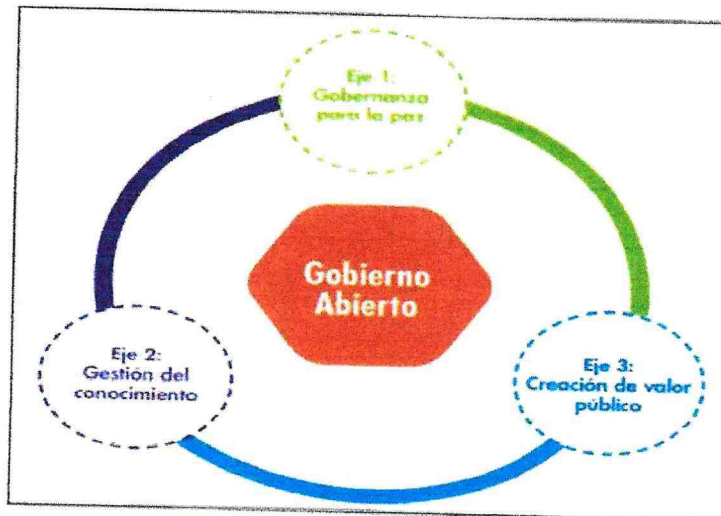 Eje 1:
Gobernanza
para la paz
Gobierno
Abierto
Eje 2:
Gestión del
conocimiento
Eje 3:
Creación de valor
público